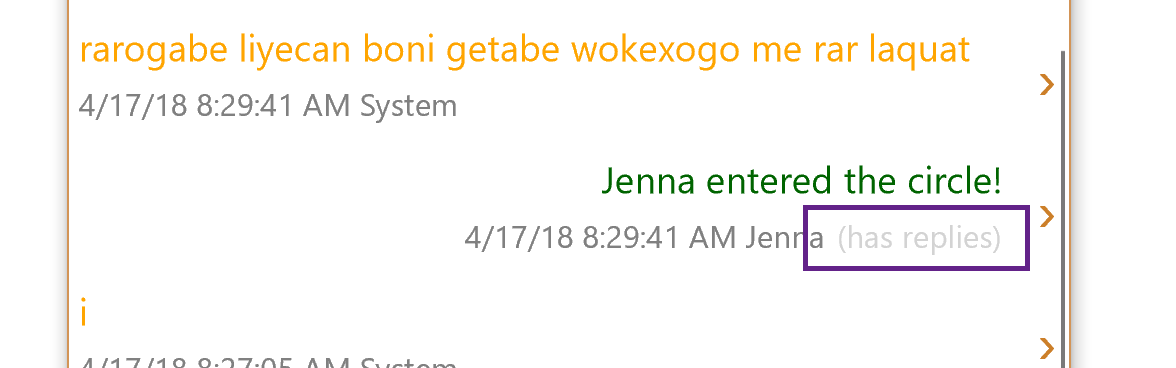 rarogabe liyecan boni getabe wokexogo me rar laquat
4/17/18 8:29:41 AM System
Jenna entered the circle!
4/17/18 8:29:41 AM Jenna (has replies)
i
4/17/18 8:27:05 AM System